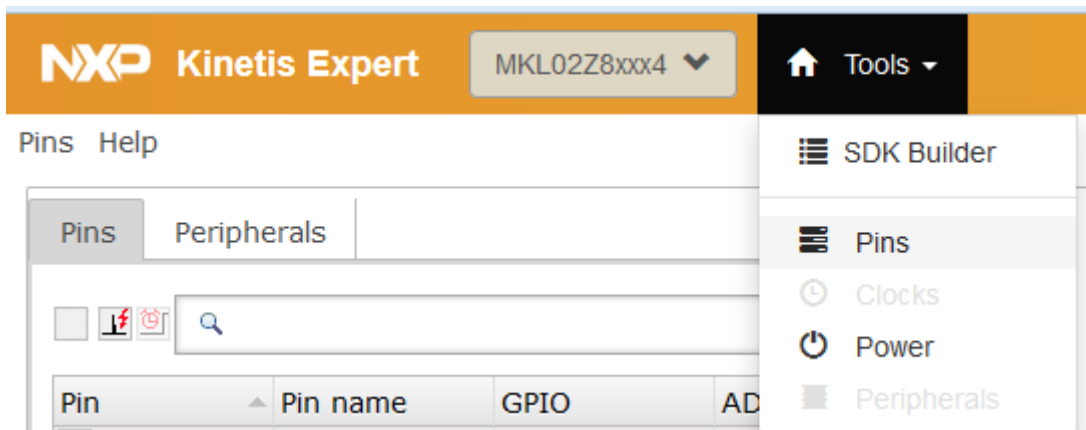 NXP Kinetis Expert MKL02Z8xxx4 Tools
Pins Help
SDK Builder
Pins Peripherals
Pins
Clocks
Power
Pin Pin name GPIO AD
Peripherals